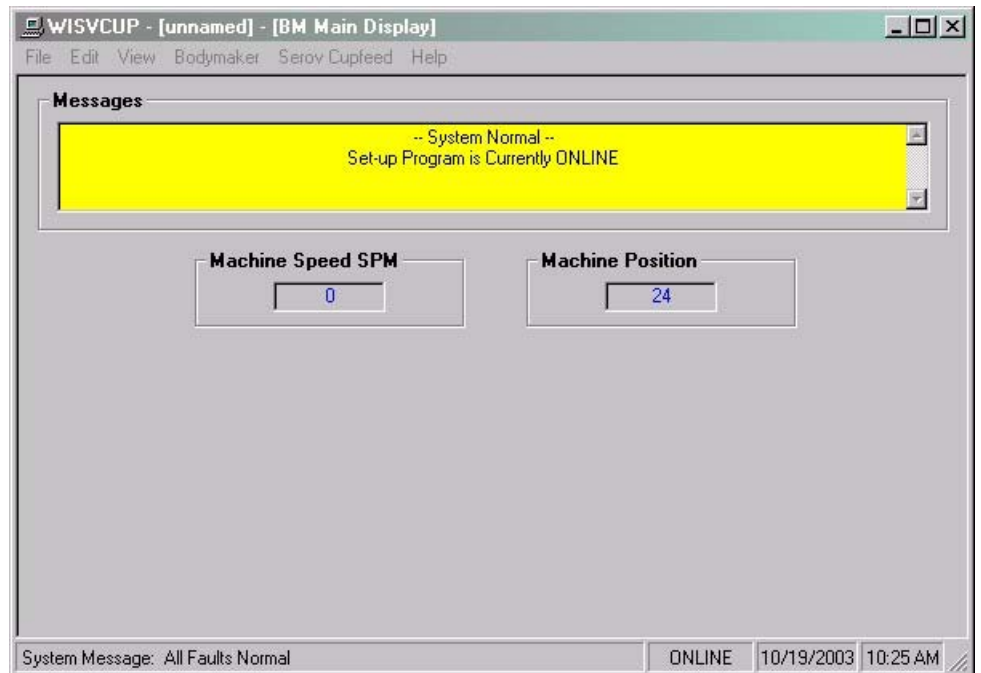 WISVCUP - [unnamed] - [BM Main Display]
File Edit View Bodymaker Serov Cupfeed Help
Messages
-- System Normal --
Set-up Program is Currently ONLINE
Machine Speed SPM
0
Machine Position
24
System Message: All Faults Normal
ONLINE
10/19/2003
10:25 AM